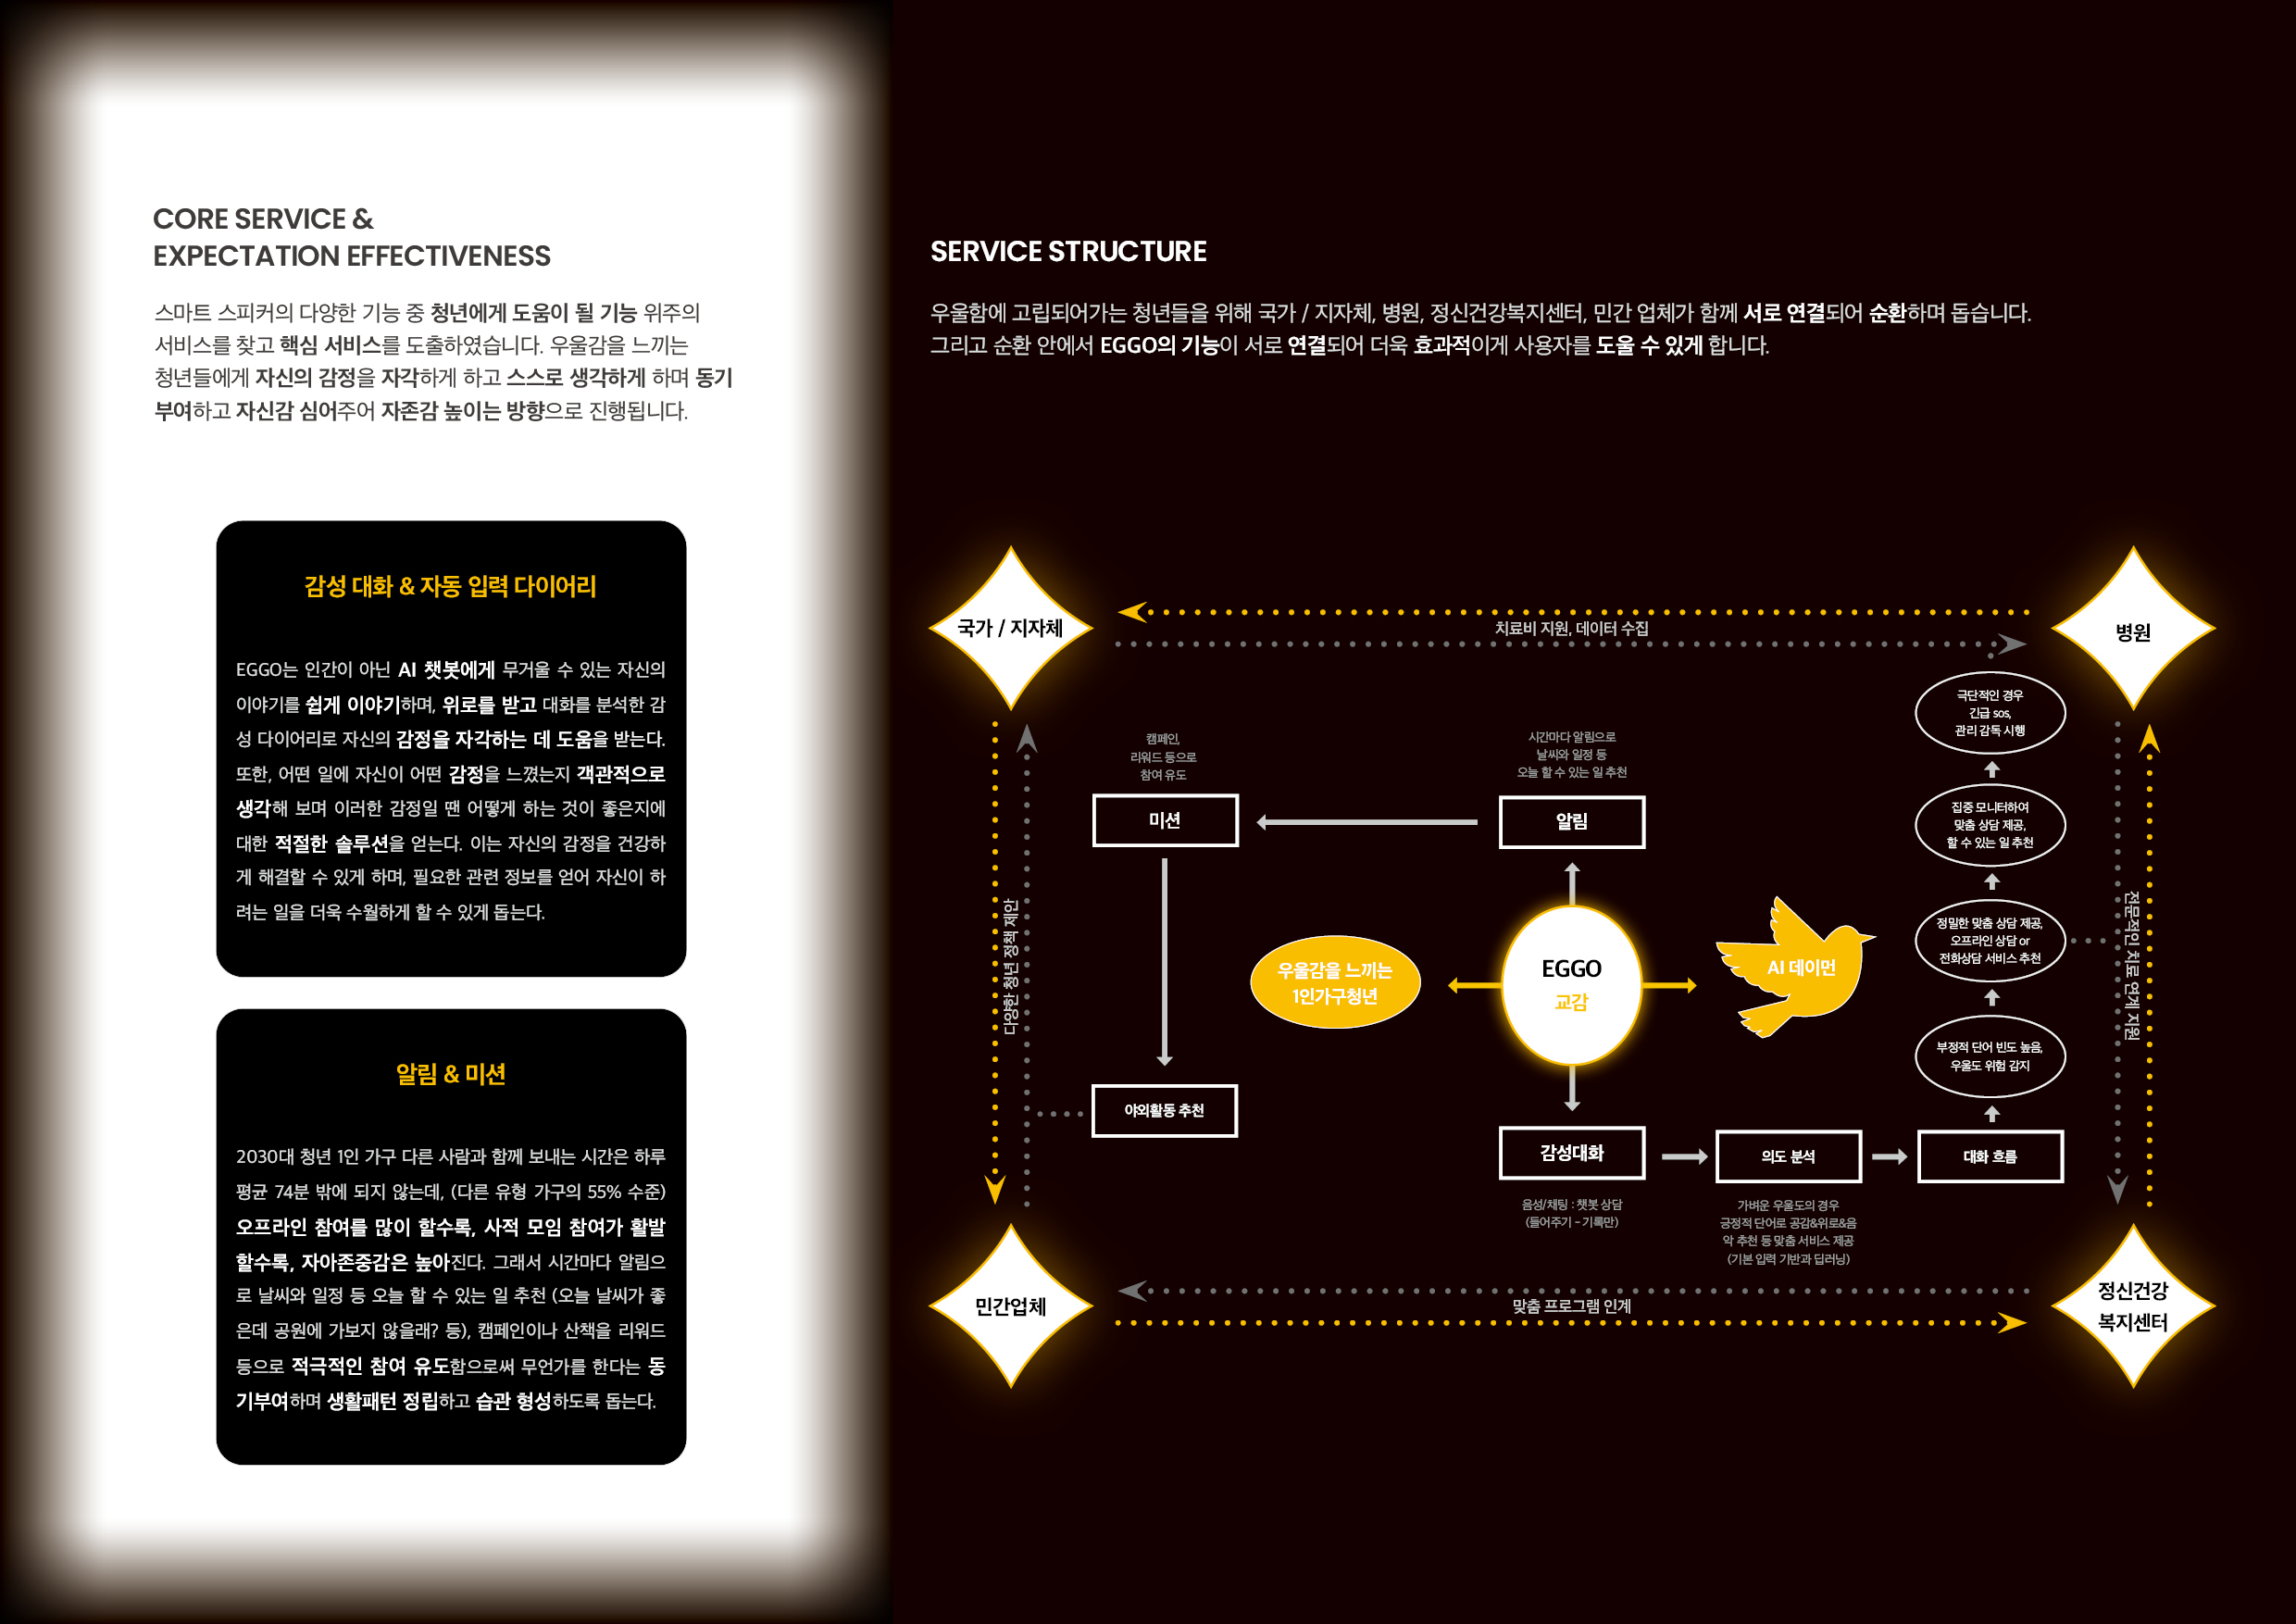 CORE SERVICE &
EXPECTATION EFFECTIVENESS
스마트 스피커의 다양한 기능 중 청년에게 도움이 될 기능 위주의
서비스를 찾고 핵심 서비스를 도출하였습니다. 우울감을 느끼는
청년들에게 자신의 감정을 자각하게 하고 스스로 생각하게 하며 동기
부여하고 자신감 심어주어 자존감 높이는 방향으로 진행됩니다.
감성 대화 & 자동 입력 다이어리
EGGO는 인간이 아닌 AI 챗봇에게 무거울 수 있는 자신의
이야기를 쉽게 이야기하며, 위로를 받고 대화를 분석한 감
성 다이어리로 자신의 감정을 자각하는 데 도움을 받는다.
또한, 어떤 일에 자신이 어떤 감정을 느꼈는지 객관적으로
생각해 보며 이러한 감정일 땐 어떻게 하는 것이 좋은지에
대한 적절한 솔루션을 얻는다. 이는 자신의 감정을 건강하
게 해결할 수 있게 하며, 필요한 관련 정보를 얻어 자신이 하
려는 일을 더욱 수월하게 할 수 있게 돕는다.
알림 & 미션
2030대 청년 1인 가구 다른 사람과 함께 보내는 시간은 하루
평균 74분 밖에 되지 않는데, (다른 유형 가구의 55% 수준)
오프라인 참여를 많이 할수록, 사적 모임 참여가 활발
할수록, 자아존중감은 높아진다. 그래서 시간마다 알림으
로 날씨와 일정 등 오늘 할 수 있는 일 추천 (오늘 날씨가 좋
은데 공원에 가보지 않을래? 등), 캠페인이나 산책을 리워드
등으로 적극적인 참여 유도함으로써 무언가를 한다는 동
기부여하며 생활패턴 정립하고 습관 형성하도록 돕는다.
SERVICE STRUCTURE
우울함에 고립되어가는 청년들을 위해 국가 / 지자체, 병원, 정신건강복지센터, 민간 업체가 함께 서로 연결되어 순환하며 돕습니다.
그리고 순환 안에서 EGGO의 기능이 서로 연결되어 더욱 효과적이게 사용자를 도울 수 있게 합니다.
국가 / 지자체
치료비 지원, 데이터 수집
병원
다양한 청년 정책 제안
전문적인 치료 연계 지원
캠페인,
리워드 등으로
참여 유도
미션
시간마다 알림으로
날씨와 일정 등
오늘 할 수 있는 일 추천
알림
극단적인 경우
긴급 sos,
관리 감독 시행
집중 모니터하여
맞춤 상담 제공,
할 수 있는 일 추천
정밀한 맞춤 상담 제공,
오프라인 상담 or
전화상담 서비스 추천
부정적 단어 빈도 높음,
우울도 위험 감지
우울감을 느끼는
1인가구청년
EGGO
교감
AI 데이먼
야외활동 추천
감성대화
의도 분석
대화 흐름
음성/채팅 : 챗봇 상담
(들어주기 - 기록만)
가벼운 우울도의 경우
긍정적 단어로 공감&위로&음
악 추천 등 맞춤 서비스 제공
(기본 입력 기반과 딥러닝)
민간업체
맞춤 프로그램 인계
정신건강
복지센터